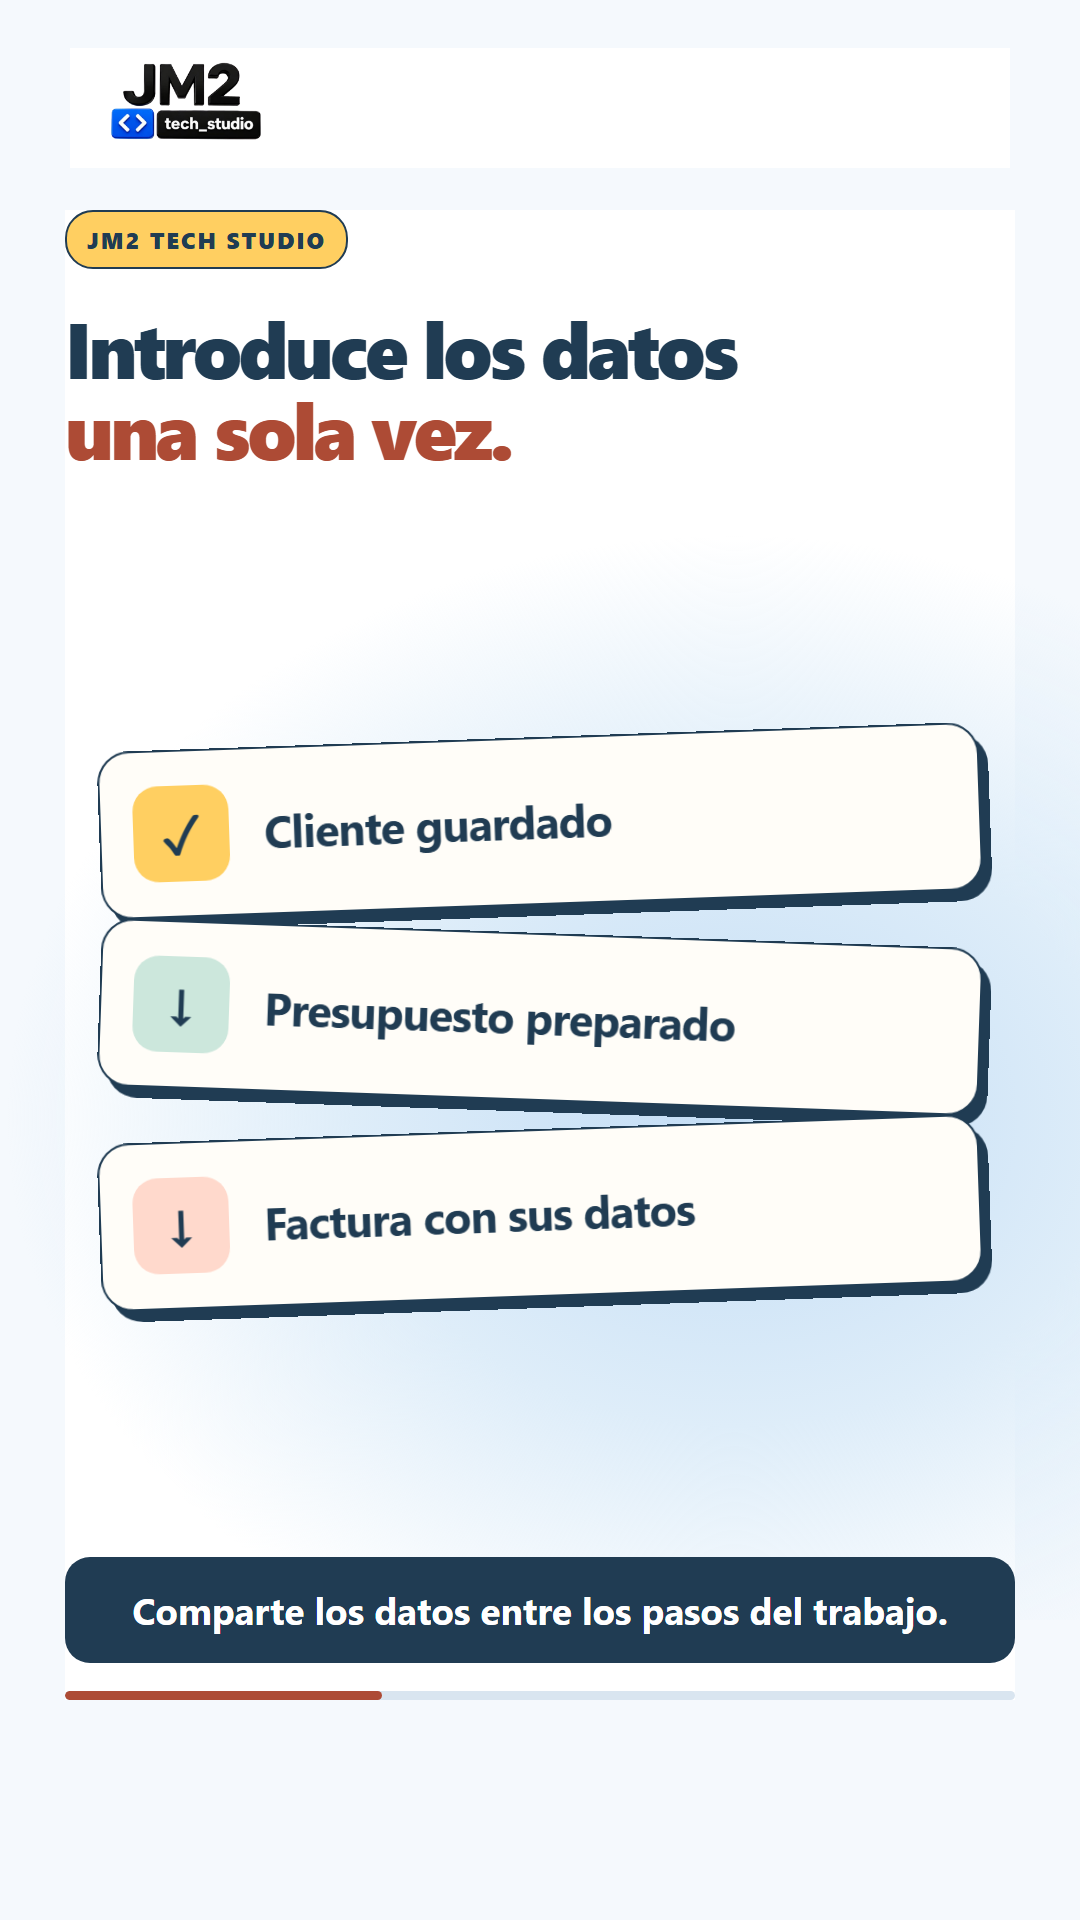 JM2
tech_studio
JM2 TECH STUDIO
Introduce los datos
una sola vez.
Cliente guardado
Presupuesto preparado
Factura con sus datos
Comparte los datos entre los pasos del trabajo.